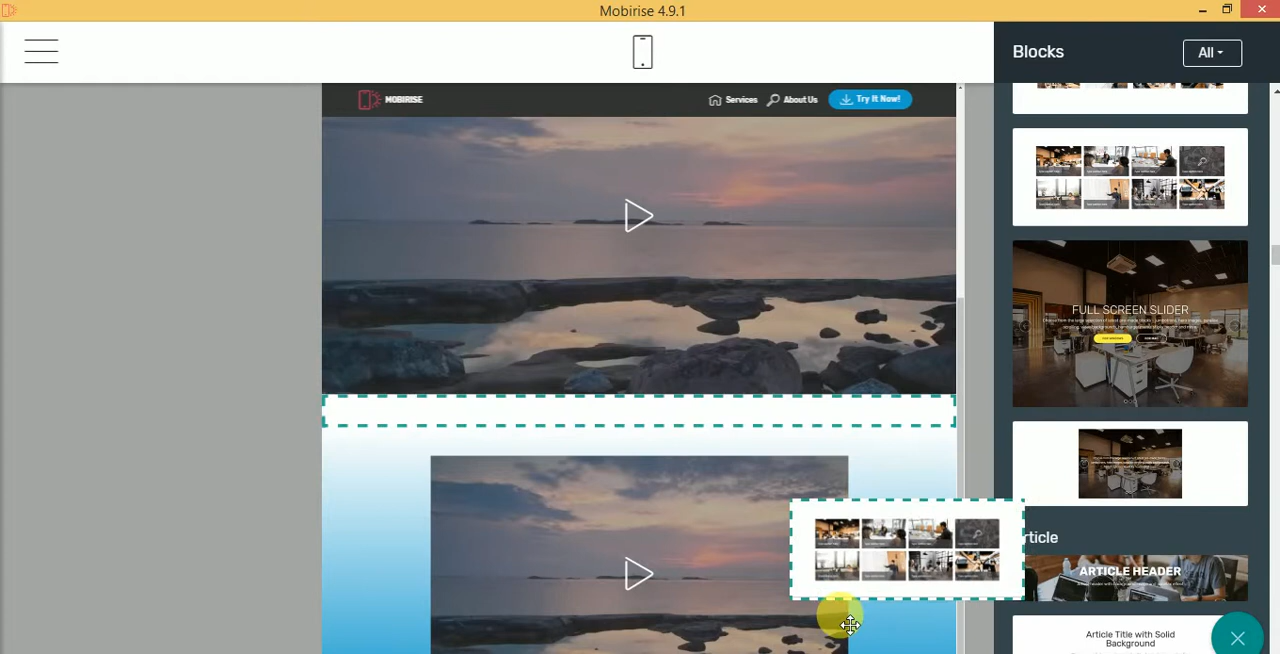 Mobirise 4.9.1
Blocks
All
MOBIRISE
Services
About Us
Try It Now!
FULL SCREEN SLIDER
rticle
ARTICLE HEADER
Article Title with Solid
Background